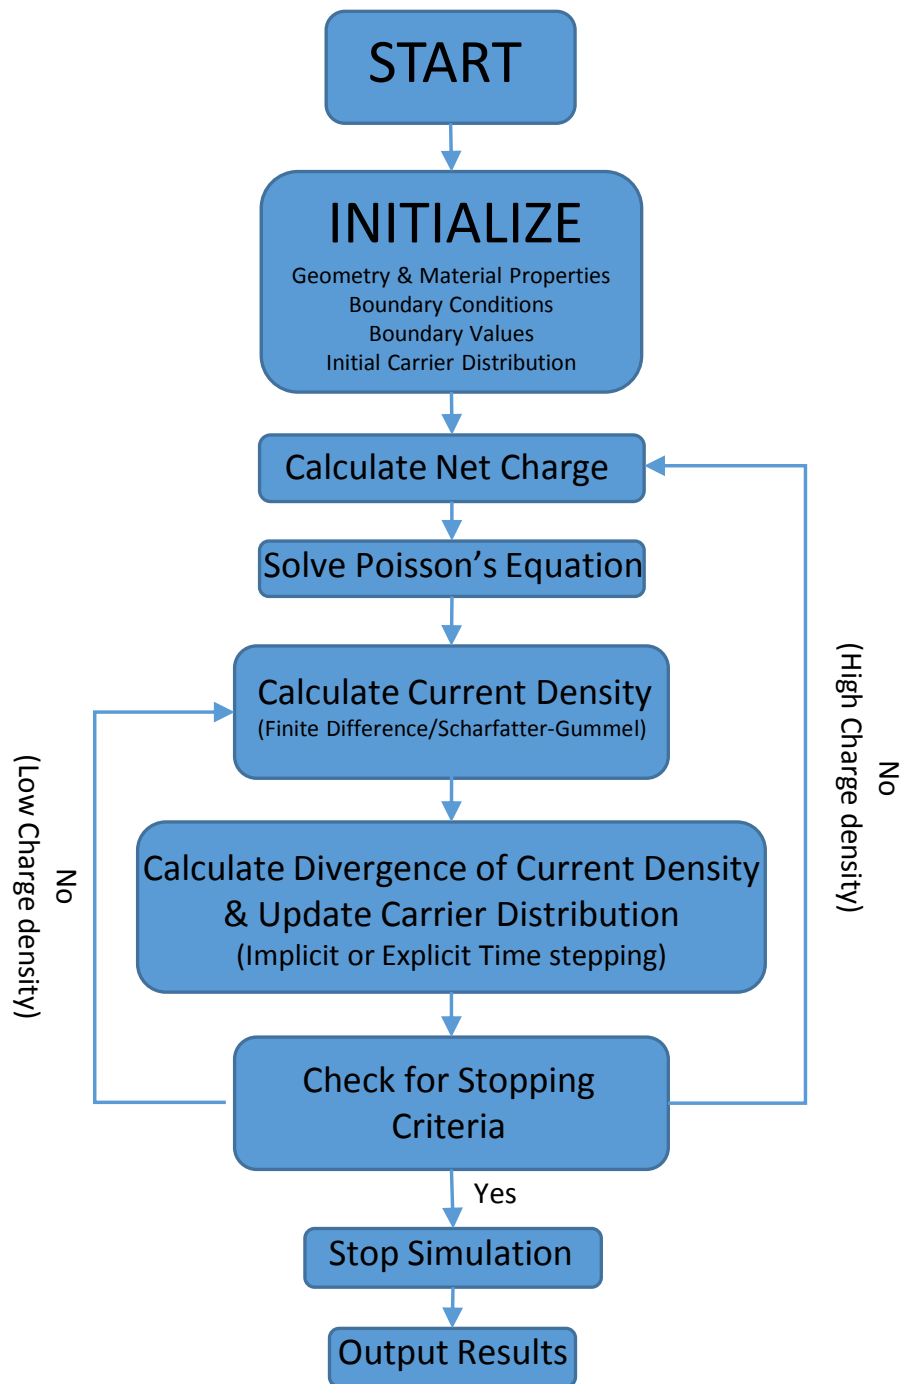 START
INITIALIZE
Geometry & Material Properties
Boundary Conditions
Boundary Values
Initial Carrier Distribution
Calculate Net Charge
Solve Poisson’s Equation
Calculate Current Density
(Finite Difference/Scharfatter-Gummel)
Calculate Divergence of Current Density
& Update Carrier Distribution
(Implicit or Explicit Time stepping)
Check for Stopping
Criteria
No
(Low Charge density)
No
(High Charge density)
Yes
Stop Simulation
Output Results